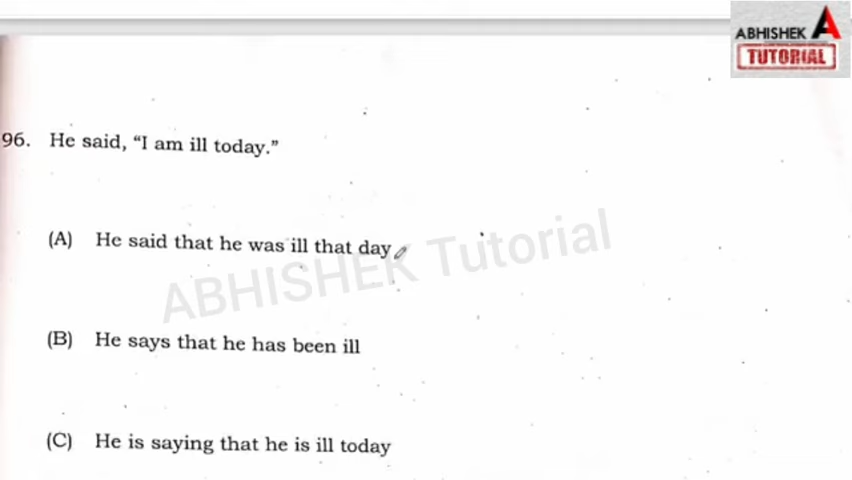 ABHISHEK A
TUTORIAL
96. He said, “I am ill today.”
(A) He said that he was ill that day
ABHISHEK Tutorial
(B) He says that he has been ill
(C) He is saying that he is ill today